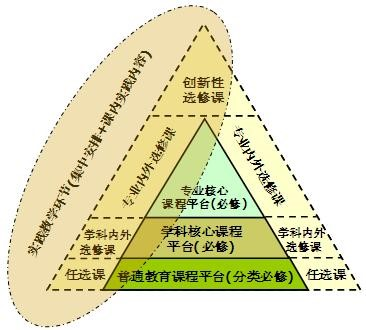 创新性
选修课
实践教学环节(集中安排+课内实践内容)
专业内外选修课
专业内外选修课
专业核心
课程平台(必修)
学科内外
选修课
学科核心课程
平台(必修)
学科内外
选修课
任选课
普通教育课程平台(分类必修)
任选课